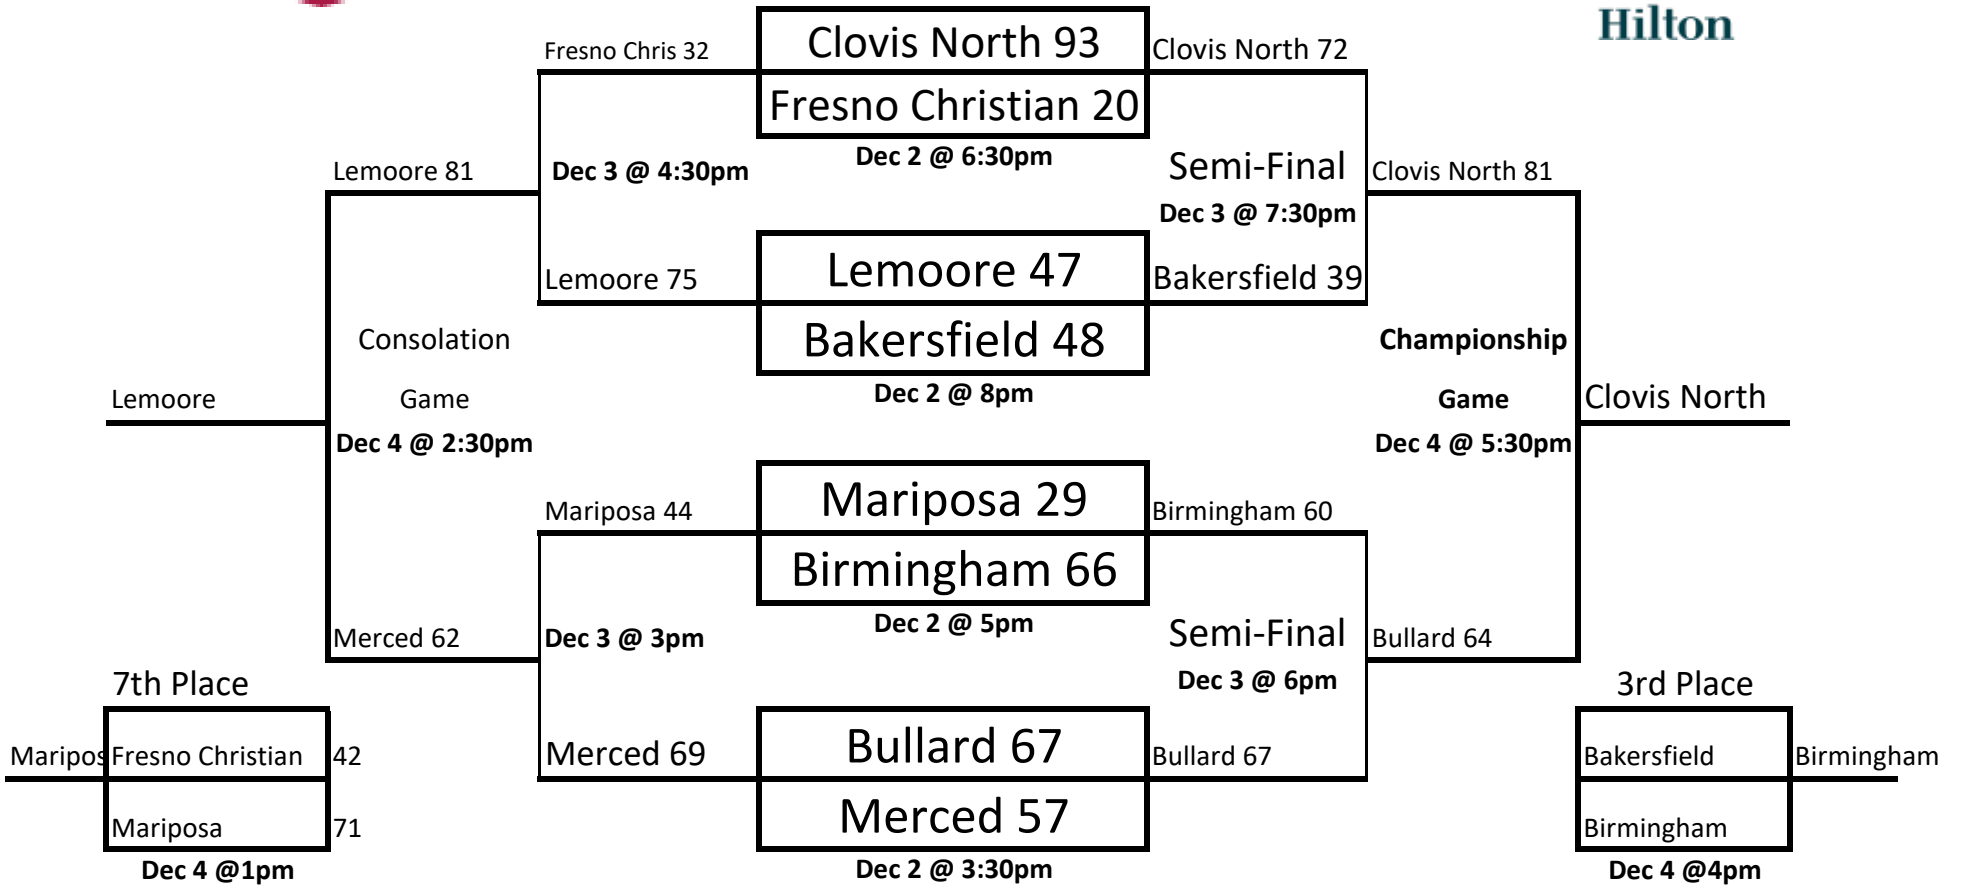 Hilton
Fresno Chris 32
Clovis North 93
Clovis North 72
Fresno Christian 20
Dec 2 @ 6:30pm
Lemoore 81
Dec 3 @ 4:30pm
Semi-Final
Clovis North 81
Dec 3 @ 7:30pm
Lemoore 75
Lemoore 47
Bakersfield 39
Bakersfield 48
Dec 2 @ 8pm
Consolation
Game
Dec 4 @ 2:30pm
Lemoore
Championship
Game
Dec 4 @ 5:30pm
Clovis North
Mariposa 44
Mariposa 29
Birmingham 60
Birmingham 66
Dec 2 @ 5pm
Merced 62
Dec 3 @ 3pm
Semi-Final
Bullard 64
Dec 3 @ 6pm
7th Place
3rd Place
Maripos
Fresno Christian 42
Merced 69
Bullard 67
Bullard 67
Bakersfield
Birmingham
Mariposa 71
Merced 57
Birmingham
Dec 4 @1pm
Dec 2 @ 3:30pm
Dec 4 @4pm